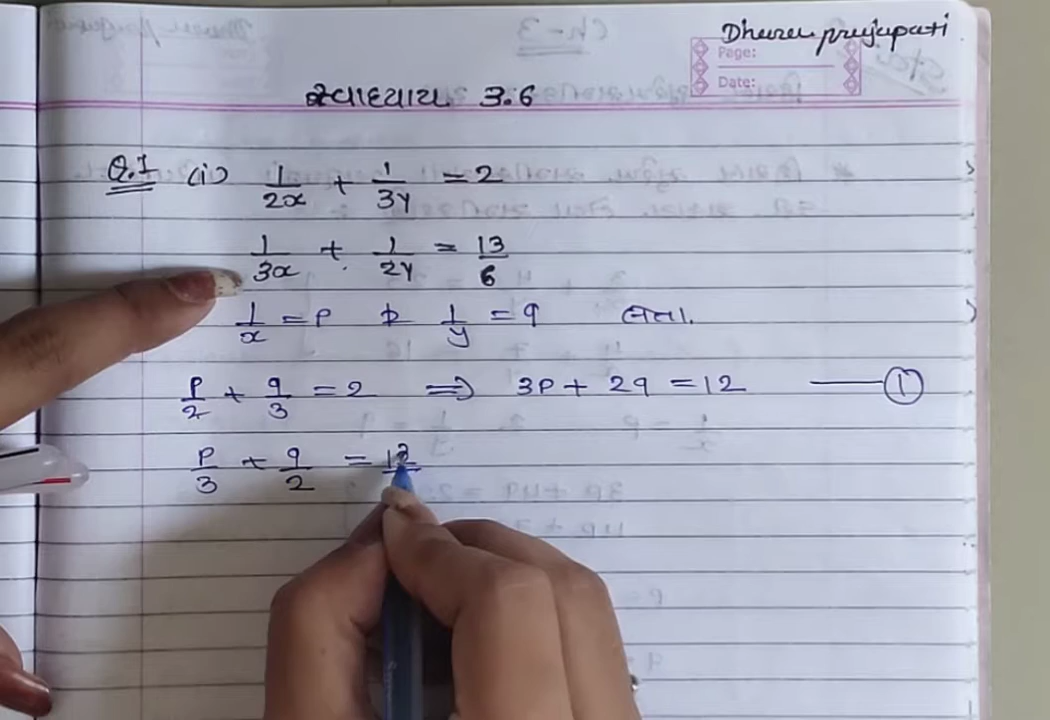 Dhara prajapati
Page:
Date:
સ્વાધ્યાય 3.6
Q.1 (i) 1/2x + 1/3y = 2
1/3x + 1/2y = 13/6
1/x = p & 1/y = q લેતા.
p/2 + q/3 = 2 ⇒ 3p + 2q = 12 —— ①
p/3 + q/2 = 13